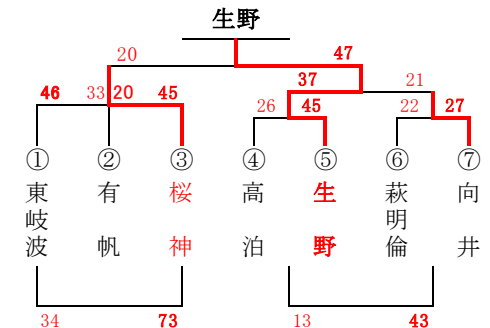 生野
20 47
37 21
46 33 20 45 26 45 22 27
① ② ③ ④ ⑤ ⑥ ⑦
東岐波 有帆 桜神 高泊 生野 萩明倫 向井
34 73 13 43